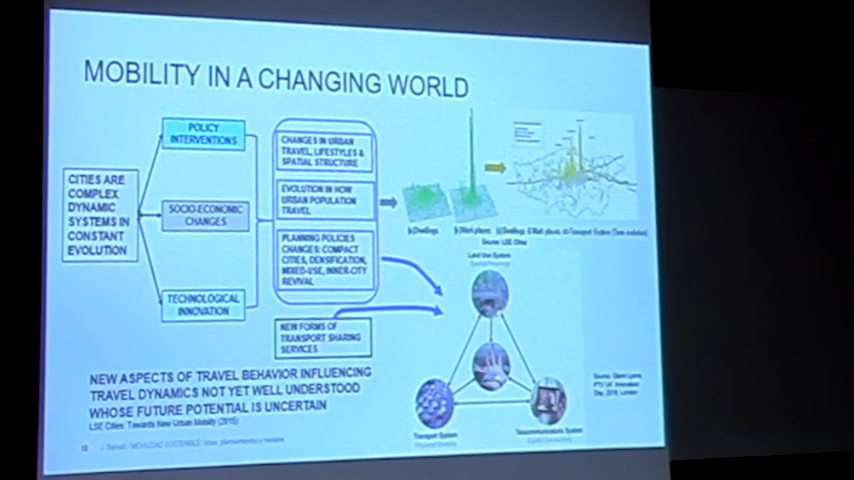 MOBILITY IN A CHANGING WORLD
CITIES ARE
COMPLEX
DYNAMIC
SYSTEMS IN
CONSTANT
EVOLUTION
POLICY
INTERVENTIONS
SOCIO-ECONOMIC
CHANGES
TECHNOLOGICAL
INNOVATION
CHANGES IN URBAN
TRAVEL, LIFESTYLES &
SPATIAL STRUCTURE
EVOLUTION IN HOW
URBAN POPULATION
TRAVEL
PLANNING POLICIES
CHANGES: COMPACT
CITIES, DENSIFICATION,
MIXED-USE, INNER-CITY
REVIVAL
NEW FORMS OF
TRANSPORT SHARING
SERVICES
Source: LSE Cities
Land Use System
Transport System
Telecommunications System
NEW ASPECTS OF TRAVEL BEHAVIOR INFLUENCING
TRAVEL DYNAMICS NOT YET WELL UNDERSTOOD
WHOSE FUTURE POTENTIAL IS UNCERTAIN
LSE Cities: Towards New Urban Mobility (2015)